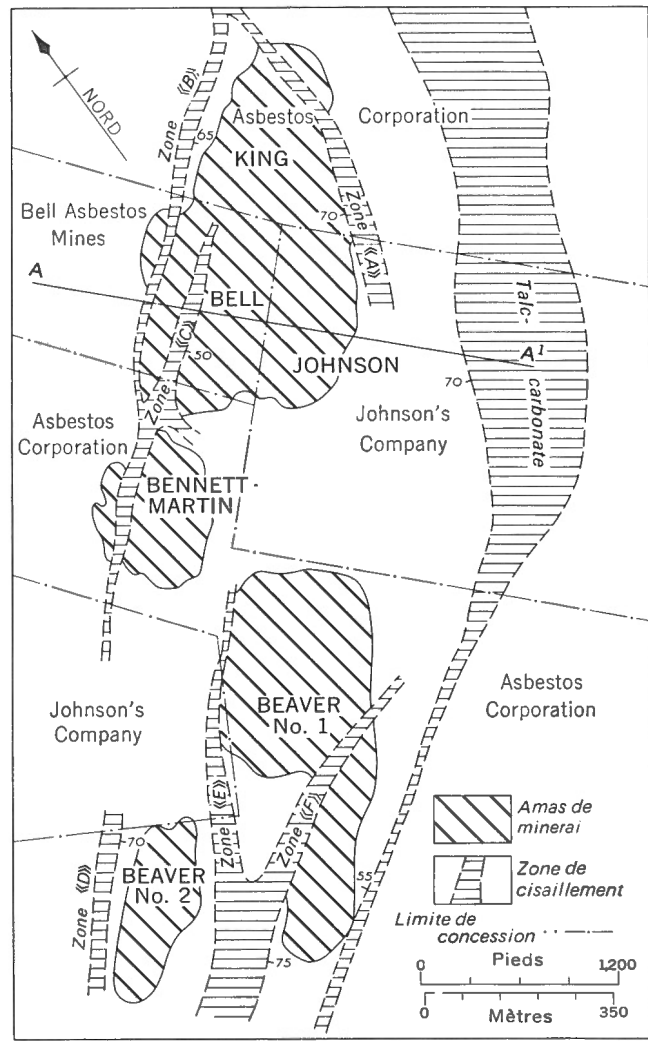 NORD
Zone «B»
65
Asbestos Corporation
KING
Zone «A»
70
Bell Asbestos
Mines
A
BELL
Talc-
carbonate
Zone «C»
50
JOHNSON
A¹
70
Asbestos
Corporation
Johnson's
Company
BENNETT-
MARTIN
Johnson's
Company
BEAVER
No. 1
Asbestos
Corporation
Zone «E»
Zone «F»
Zone «D»
70
BEAVER
No. 2
55
75
Amas de
minerai
Zone de
cisaillement
Limite de
concession
Pieds
0 1,200
0 350
Mètres